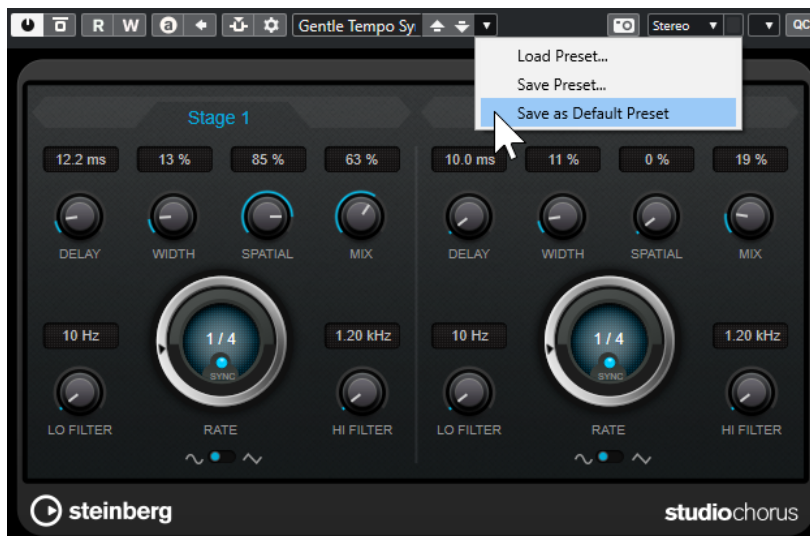 R W a Gentle Tempo Sy Stereo QC
Load Preset...
Save Preset...
Save as Default Preset
Stage 1
12.2 ms 13 % 85 % 63 % 10.0 ms 11 % 0 % 19 %
DELAY WIDTH SPATIAL MIX DELAY WIDTH SPATIAL MIX
10 Hz 1/4 1.20 kHz 10 Hz 1/4 1.20 kHz
SYNC SYNC
LO FILTER RATE HI FILTER LO FILTER RATE HI FILTER
steinberg studiochorus